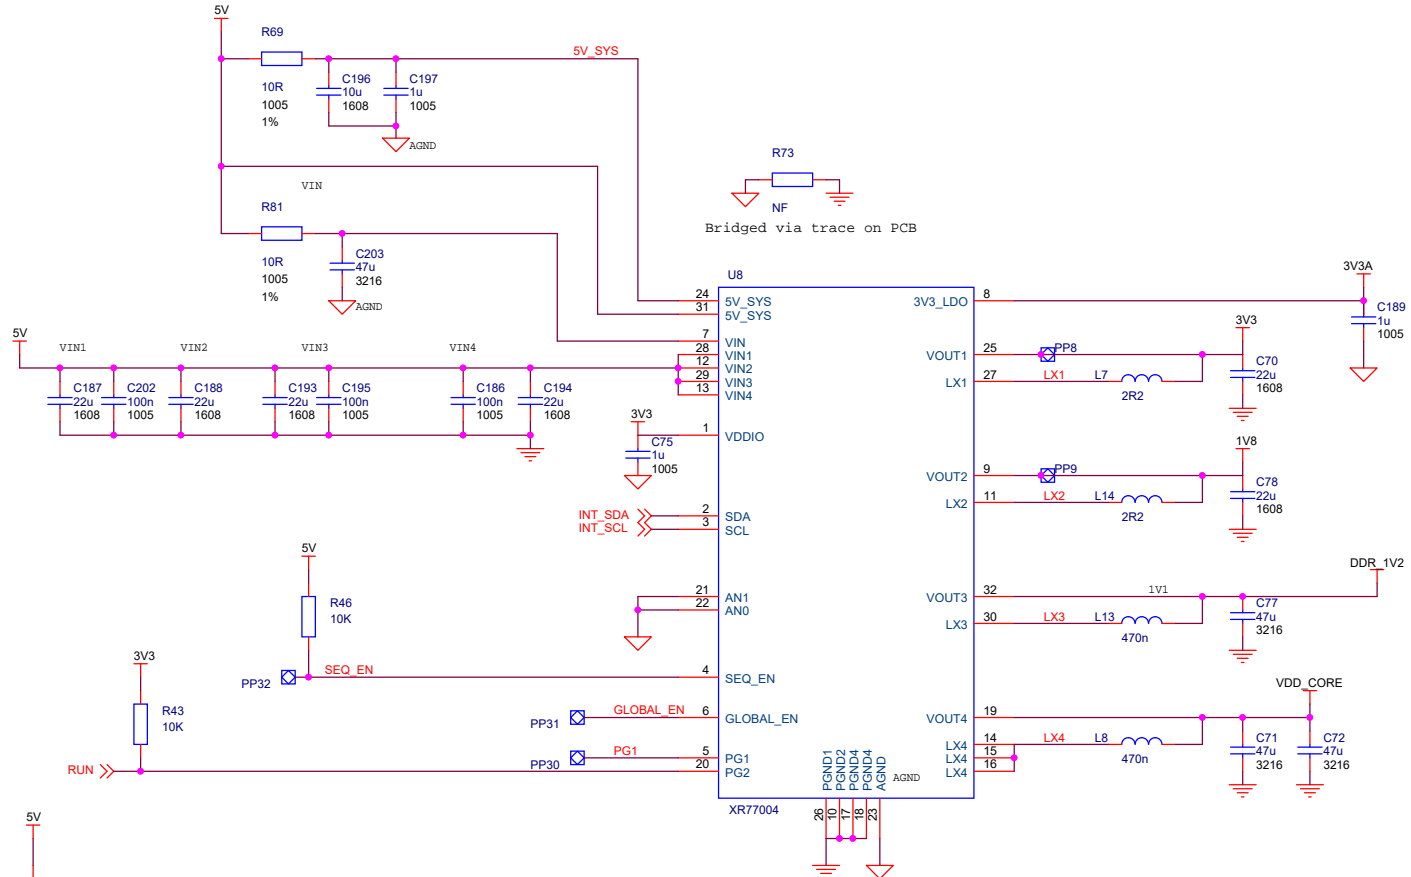 5V
R69
5V_SYS
10R
1005
1%
C196
10u
1608
C197
1u
1005
AGND
R73
NF
Bridged via trace on PCB
VIN
R81
10R
1005
1%
C203
47u
3216
AGND
U8
5V
VIN1
VIN2
VIN3
VIN4
C187
22u
1608
C202
100n
1005
C188
22u
1608
C193
22u
1608
C195
100n
1005
C186
100n
1005
C194
22u
1608
24 5V_SYS
31 5V_SYS
7 VIN
28 VIN1
12 VIN2
29 VIN3
13 VIN4
3V3
C75
1u
1005
1 VDDIO
INT_SDA 2 SDA
INT_SCL 3 SCL
21 AN1
22 AN0
5V
R46
10K
PP32 SEQ_EN 4 SEQ_EN
3V3
R43
10K
PP31 GLOBAL_EN 6 GLOBAL_EN
PP30 PG1 5 PG1
RUN 20 PG2
3V3_LDO 8
3V3A
C189
1u
1005
VOUT1 25 PP8
3V3
C70
22u
1608
LX1 27 LX1 L7
2R2
VOUT2 9 PP9
1V8
C78
22u
1608
LX2 11 LX2 L14
2R2
DDR_1V2
VOUT3 32 1V1
C77
47u
3216
LX3 30 LX3 L13
470n
VDD_CORE
VOUT4 19
LX4 14 LX4 L8
LX4 15
LX4 16
470n
C71
47u
3216
C72
47u
3216
PGND1 26
PGND2 10
PGND4 17
PGND4 18
AGND 23
AGND
XR77004
5V